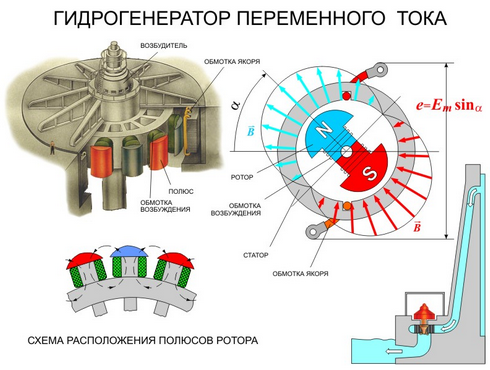 ГИДРОГЕНЕРАТОР ПЕРЕМЕННОГО ТОКА
ВОЗБУДИТЕЛЬ
ОБМОТКА ЯКОРЯ
α
e=Em sinα
B
N
S
РОТОР
ПОЛЮС
ОБМОТКА
ВОЗБУЖДЕНИЯ
ОБМОТКА
ВОЗБУЖДЕНИЯ
B
СТАТОР
ОБМОТКА ЯКОРЯ
СХЕМА РАСПОЛОЖЕНИЯ ПОЛЮСОВ РОТОРА